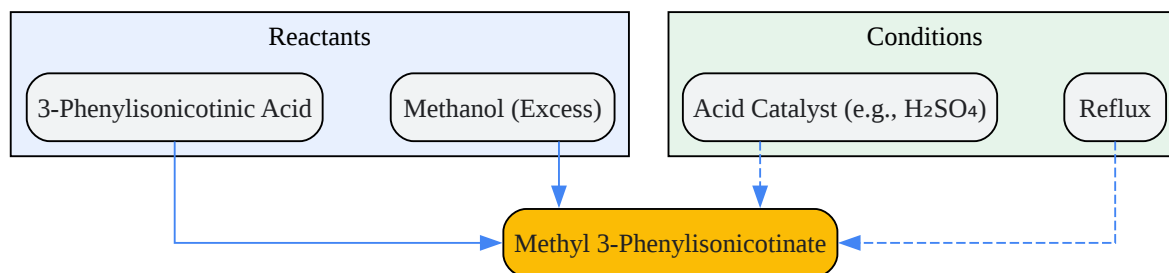 Reactants
Conditions
3-Phenylisonicotinic Acid
Methanol (Excess)
Acid Catalyst (e.g., H₂SO₄)
Reflux
Methyl 3-Phenylisonicotinate